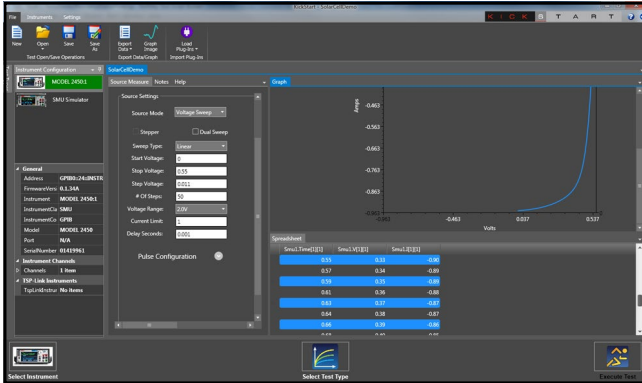 KickStart - SolarCellDemo
File Instruments Settings
K I C K S T A R T
New Open Save Save As Export Data Graph Image Load Plug-Ins
Test Open/Save Operations Export Data/Graph Import Plug-Ins
Instrument Configuration
MODEL 2450:1
SMU Simulator
General
Address GPIB0::24::INSTR
FirmwareVersi 0.1.34A
Instrument MODEL 2450:1
InstrumentCla SMU
InstrumentCo GPIB
Model MODEL 2450
Port N/A
SerialNumber 01419961
Instrument Channels
Channels 1 item
TSP-Link Instruments
TspLinkInstrur No items
SolarCellDemo
Source Measure Notes Help
Source Settings
Source Mode Voltage Sweep
Stepper Dual Sweep
Sweep Type: Linear
Start Voltage: 0
Stop Voltage: 0.55
Step Voltage: 0.011
# Of Steps: 50
Voltage Range: 2.0V
Current Limit: 1
Delay Seconds: 0.001
Pulse Configuration
Graph
Amps
-0.463
-0.563
-0.663
-0.763
-0.863
-0.963
-0.963 -0.463 0.037 0.537
Volts
Spreadsheet
Smu1.Time[1][1] Smu1.V[1][1] Smu1.I[1][1]
0.55 0.33 -0.90
0.57 0.34 -0.89
0.59 0.35 -0.89
0.61 0.36 -0.88
0.63 0.37 -0.87
0.64 0.38 -0.87
0.66 0.39 -0.86
Select Instrument
Select Test Type
Execute Test